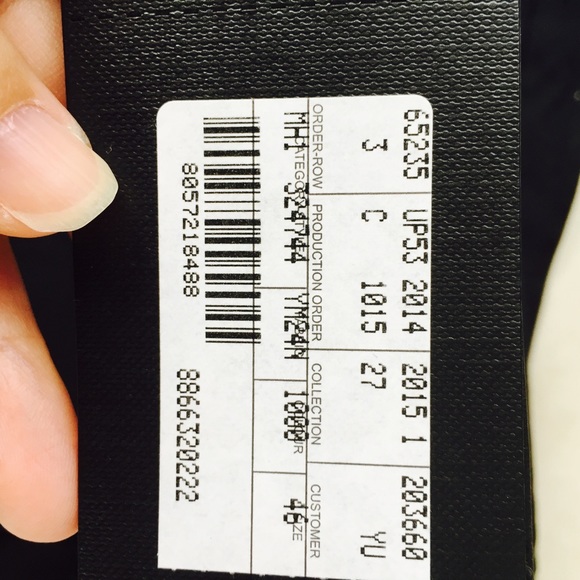 65235 UP53 2014 2015 1 203660
3 C 1015 27 YU
ORDER-ROW PRODUCTION ORDER COLLECTION CUSTOMER
MHI 324744 YM24A 1000 46
8057218488 8866320222